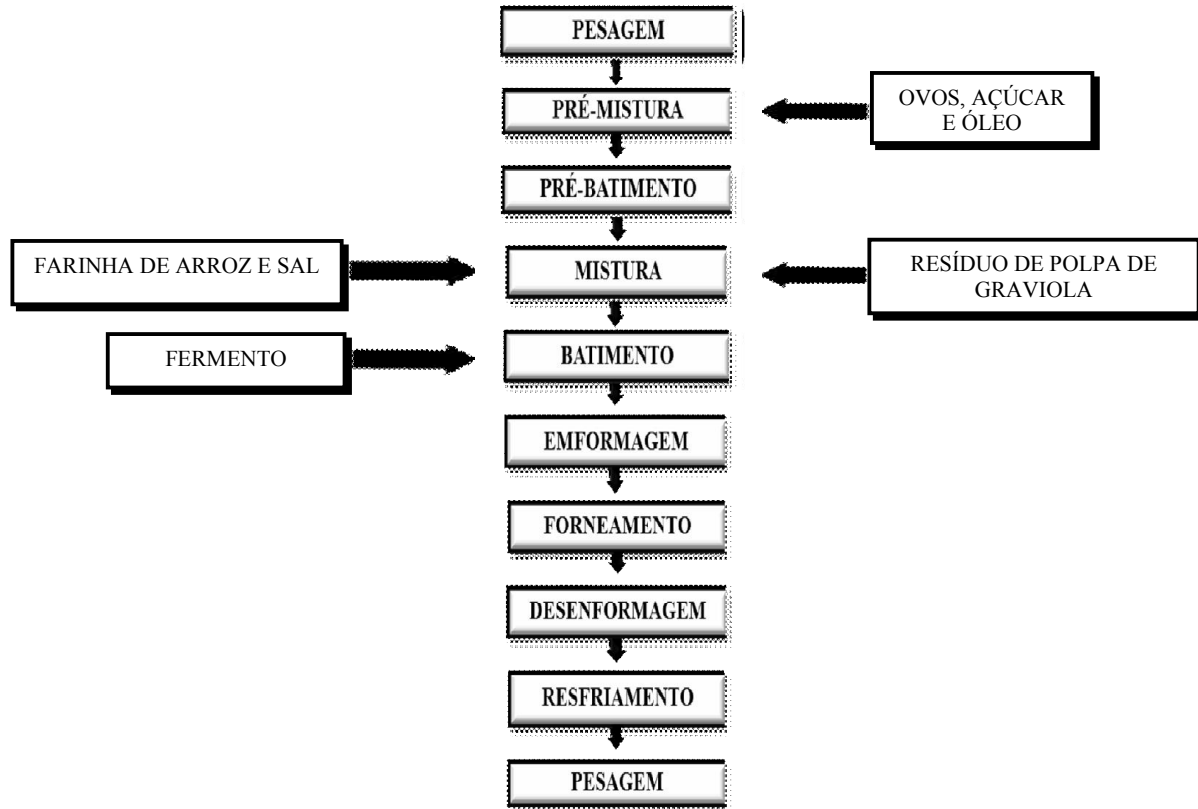 PESAGEM
PRÉ-MISTURA
OVOS, AÇÚCAR
E ÓLEO
PRÉ-BATIMENTO
FARINHA DE ARROZ E SAL
MISTURA
RESÍDUO DE POLPA DE
GRAVIOLA
FERMENTO
BATIMENTO
EMFORMAGEM
FORNEAMENTO
DESENFORMAGEM
RESFRIAMENTO
PESAGEM